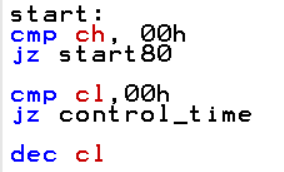 start:
cmp ch, 00h
jz start80
cmp cl,00h
jz control_time
dec cl